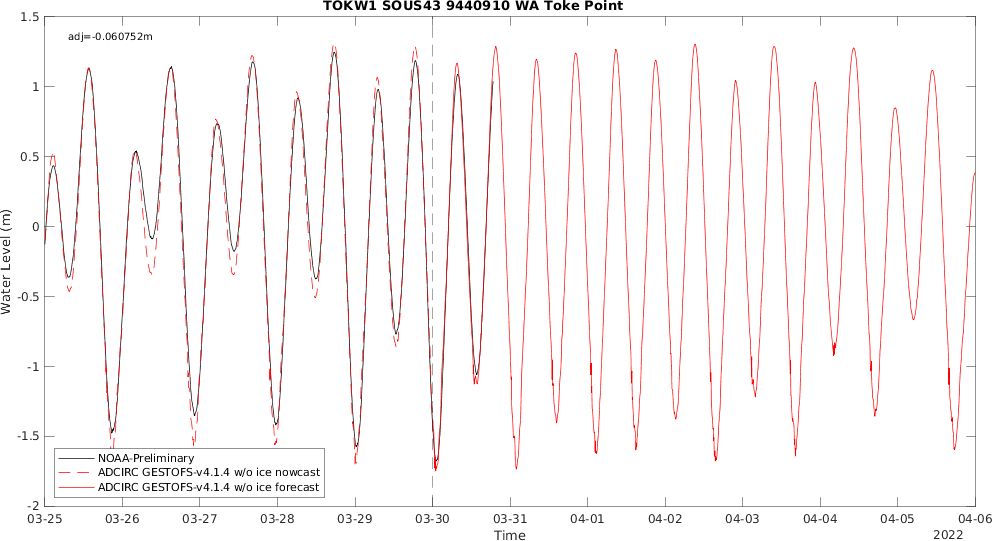 TOKW1 SOUS43 9440910 WA Toke Point
adj=-0.060752m
1.5
1
0.5
0
-0.5
-1
-1.5
-2
Water Level (m)
NOAA-Preliminary
ADCIRC GESTOFS-v4.1.4 w/o ice nowcast
ADCIRC GESTOFS-v4.1.4 w/o ice forecast
03-25 03-26 03-27 03-28 03-29 03-30 03-31 04-01 04-02 04-03 04-04 04-05 04-06
Time
2022